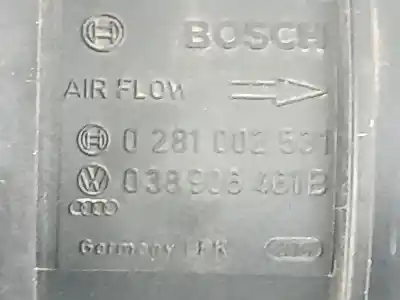 BOSCH
AIR FLOW
0 281 002 531
038 906 461B
Germany